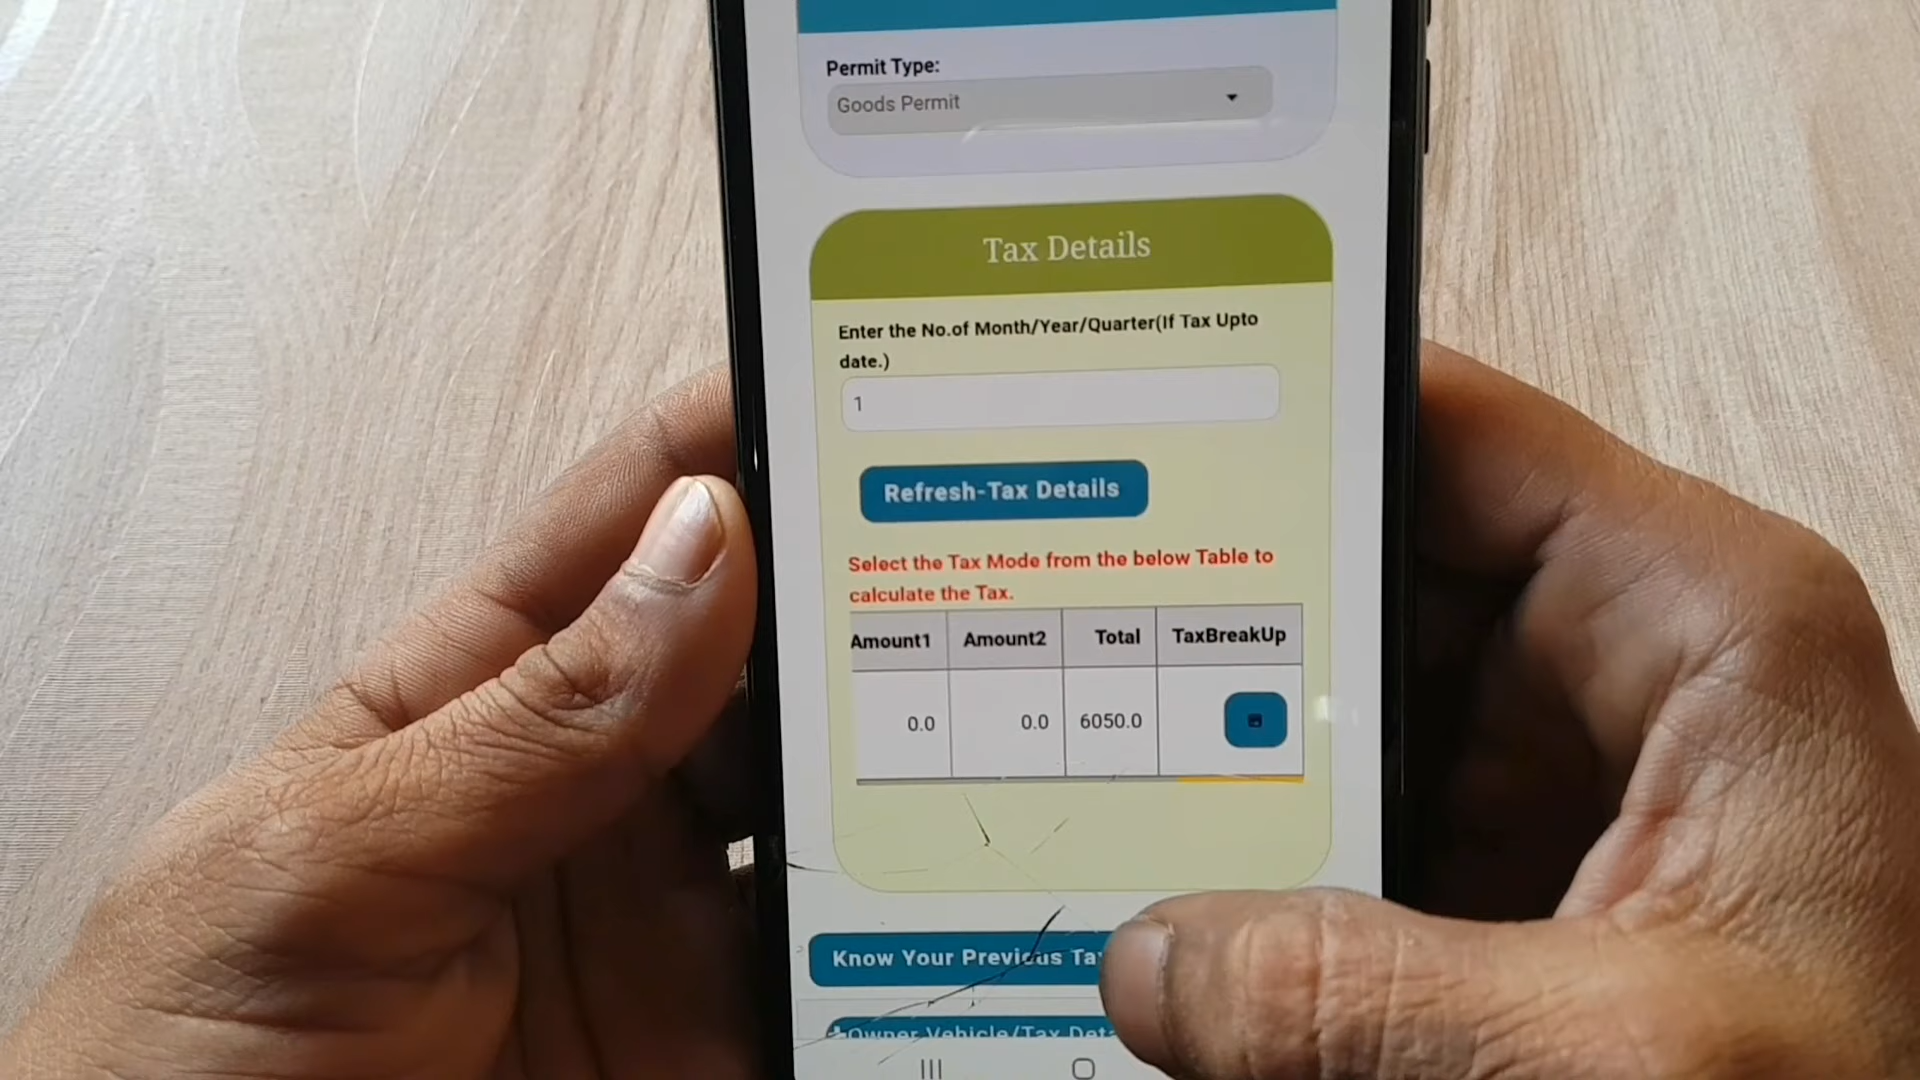 Permit Type:
Goods Permit
Tax Details
Enter the No.of Month/Year/Quarter(If Tax Upto
date.)
1
Refresh-Tax Details
Select the Tax Mode from the below Table to
calculate the Tax.
Amount1 Amount2 Total TaxBreakUp
0.0 0.0 6050.0
Know Your Previous
Owner Vehicle/Tax